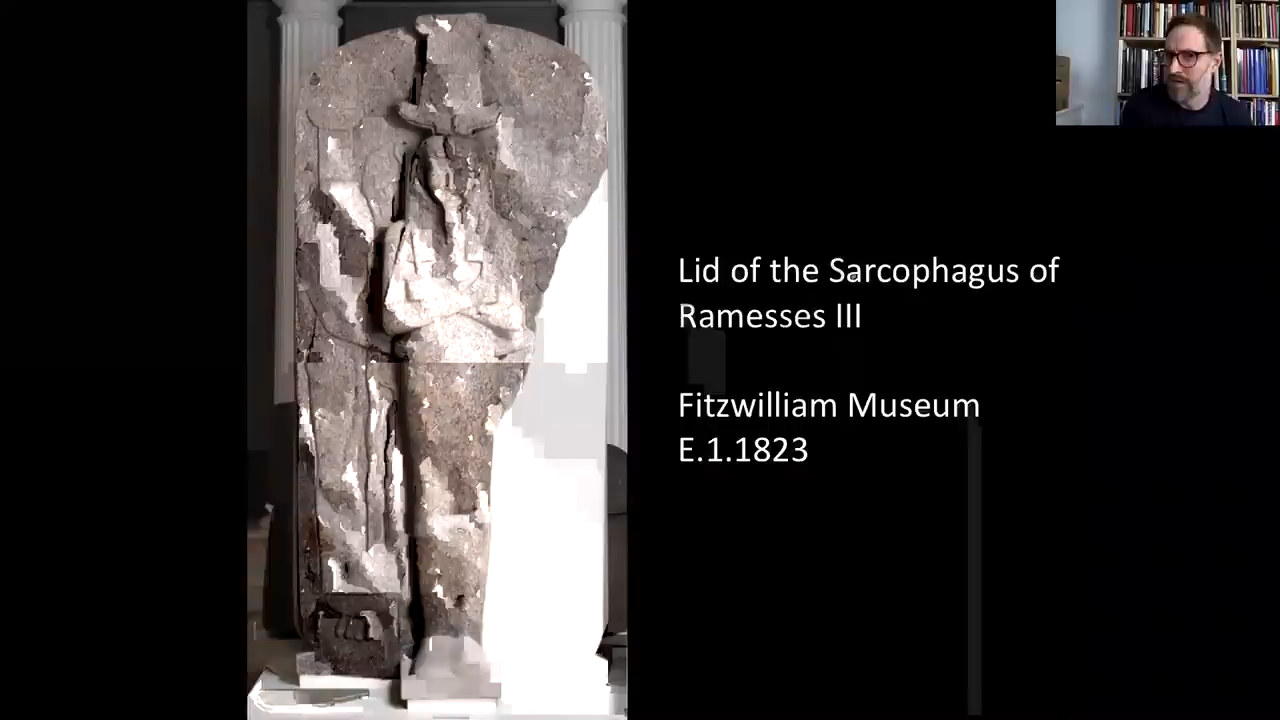 Lid of the Sarcophagus of
Ramesses III
Fitzwilliam Museum
E.1.1823